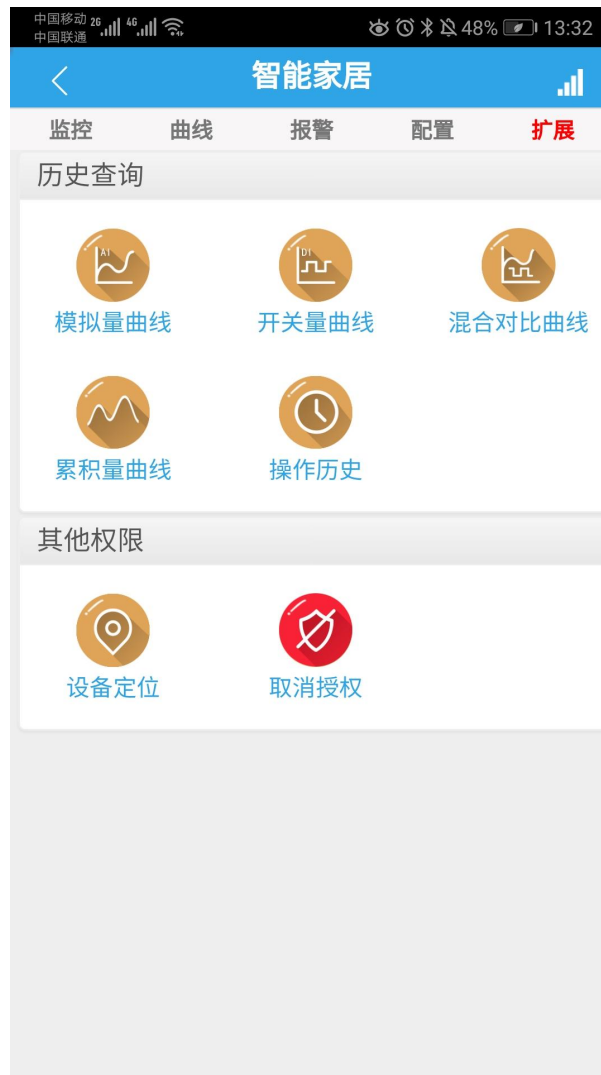 中国移动 2G 4G 48% 13:32
中国联通
智能家居
监控 曲线 报警 配置 扩展
历史查询
AI DI
模拟量曲线 开关量曲线 混合对比曲线
累积量曲线 操作历史
其他权限
设备定位 取消授权